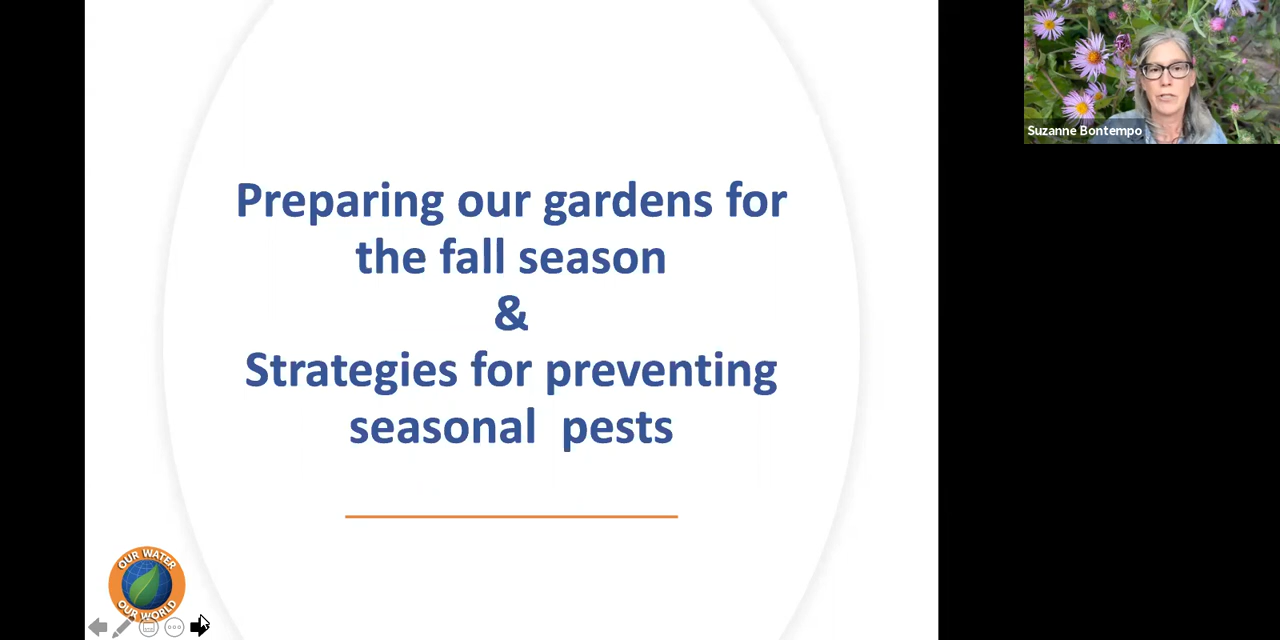 Preparing our gardens for
the fall season
&
Strategies for preventing
seasonal pests
Suzanne Bontempo
OUR WATER
OUR WORLD